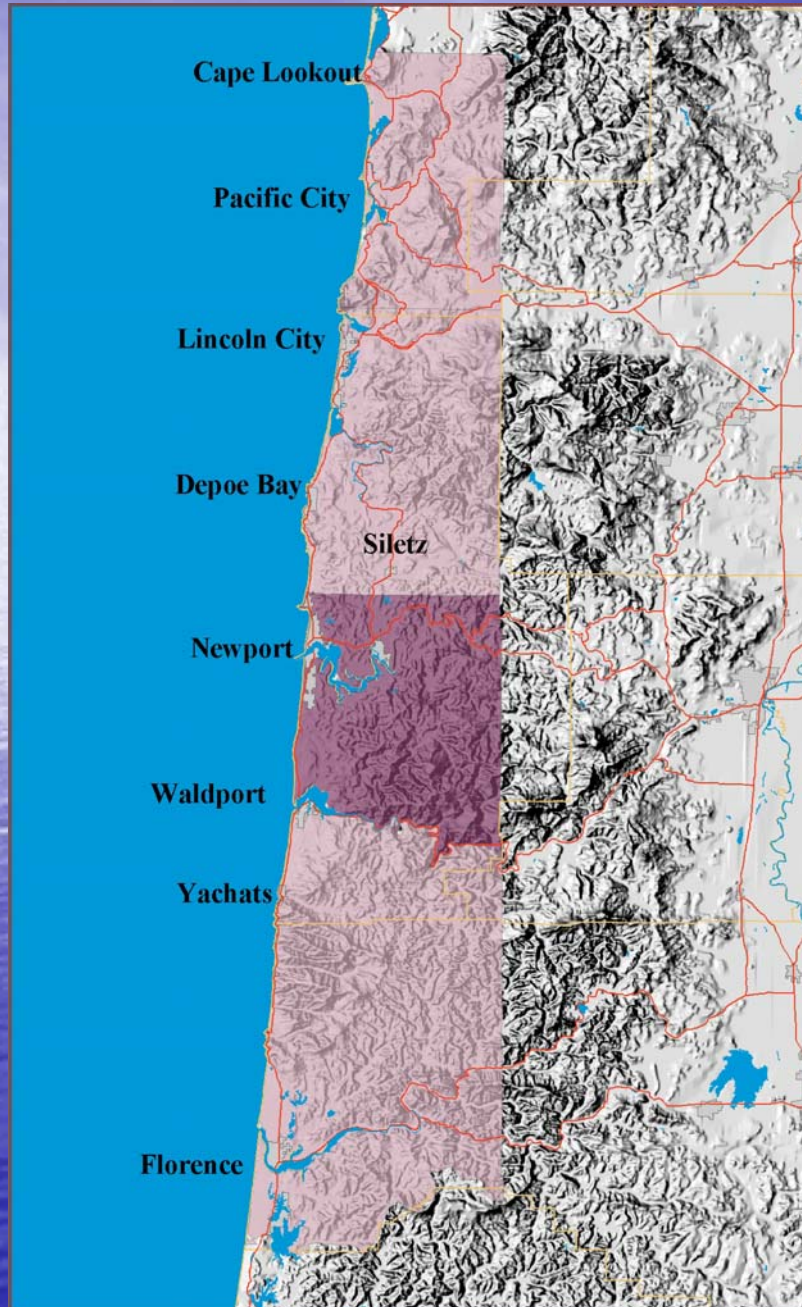 Cape Lookout
Pacific City
Lincoln City
Depoe Bay
Siletz
Newport
Waldport
Yachats
Florence